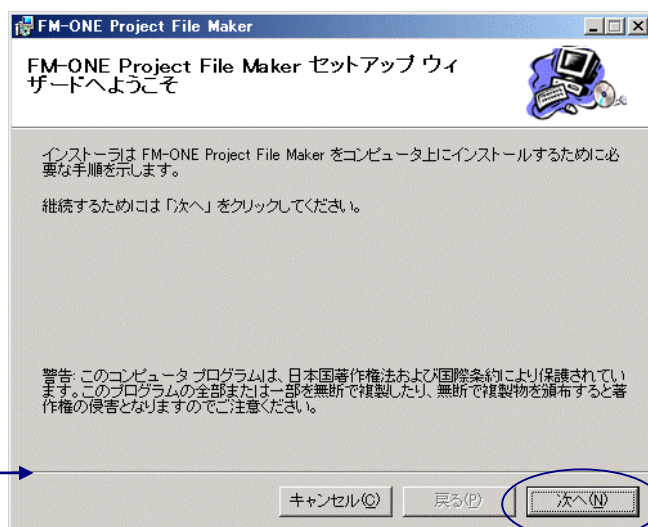 FM-ONE Project File Maker
FM-ONE Project File Maker セットアップ ウィ
ザードへようこそ
インストーラは FM-ONE Project File Maker をコンピュータ上にインストールするために必
要な手順を示します。
継続するためには「次へ」をクリックしてください。
警告: このコンピュータ プログラムは、日本国著作権法および国際条約により保護されてい
ます。このプログラムの全部または一部を無断で複製したり、無断で複製物を頒布すると著
作権の侵害となりますのでご注意ください。
キャンセル(C) 戻る(P) 次へ(N)